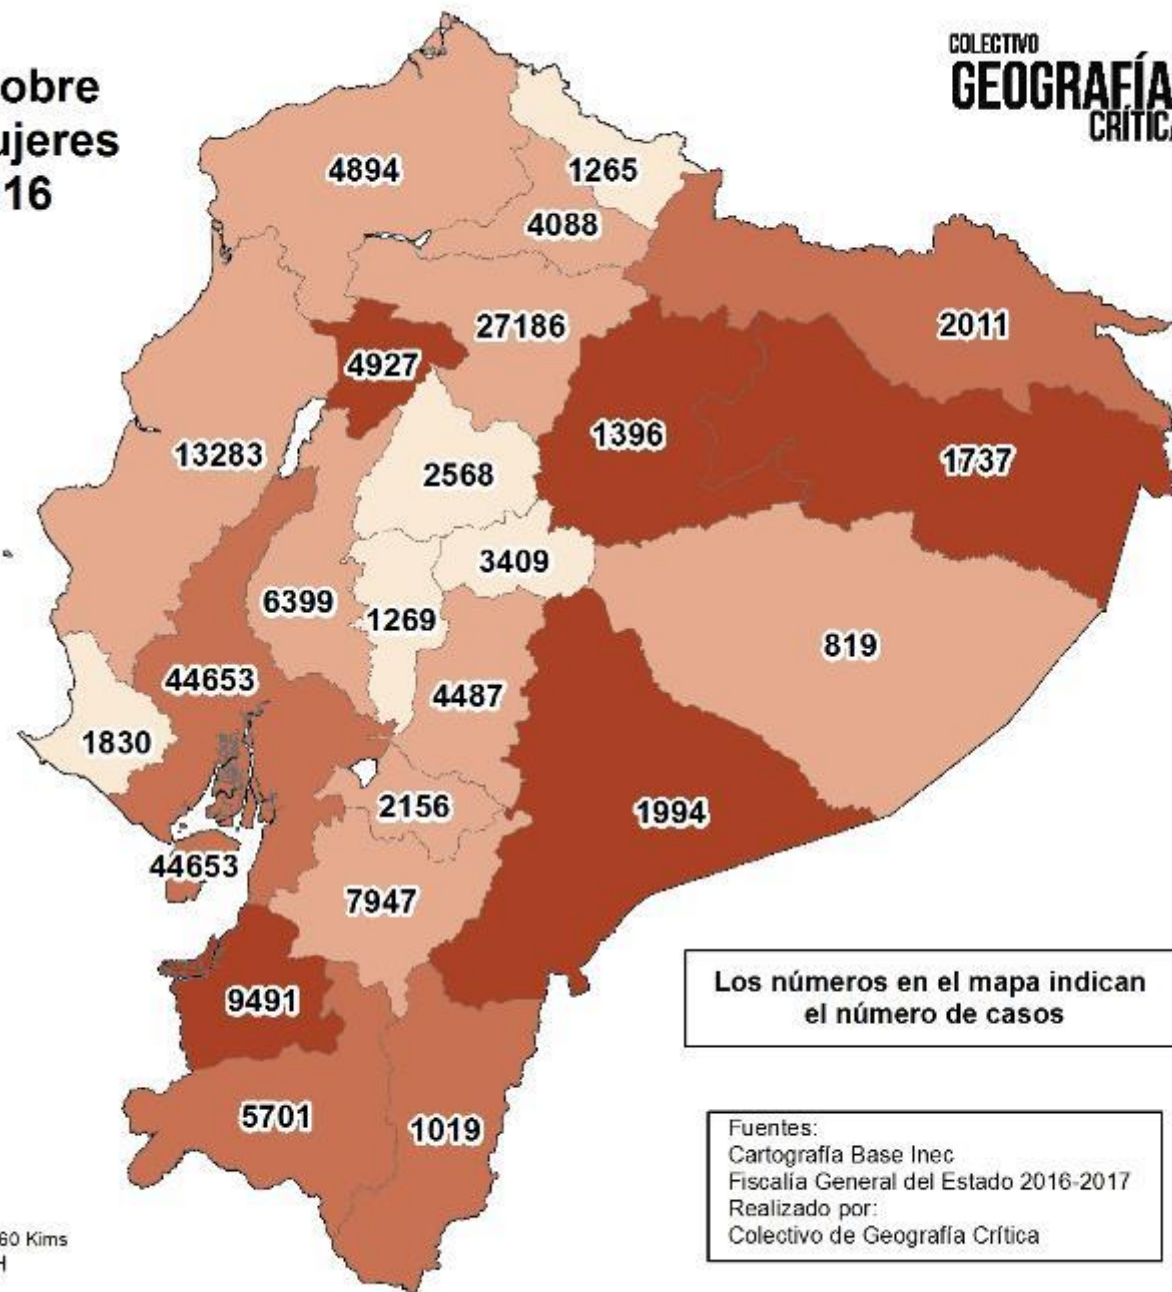 obre
ujeres
16
COLECTIVO
GEOGRAFÍA
CRÍTICA
4894
1265
4088
27186
2011
4927
1396
13283
2568
1737
3409
6399
1269
819
44653
4487
1830
2156
1994
44653
7947
9491
5701
1019
Los números en el mapa indican
el número de casos
Fuentes:
Cartografía Base Inec
Fiscalía General del Estado 2016-2017
Realizado por:
Colectivo de Geografía Crítica
60 Kims
H